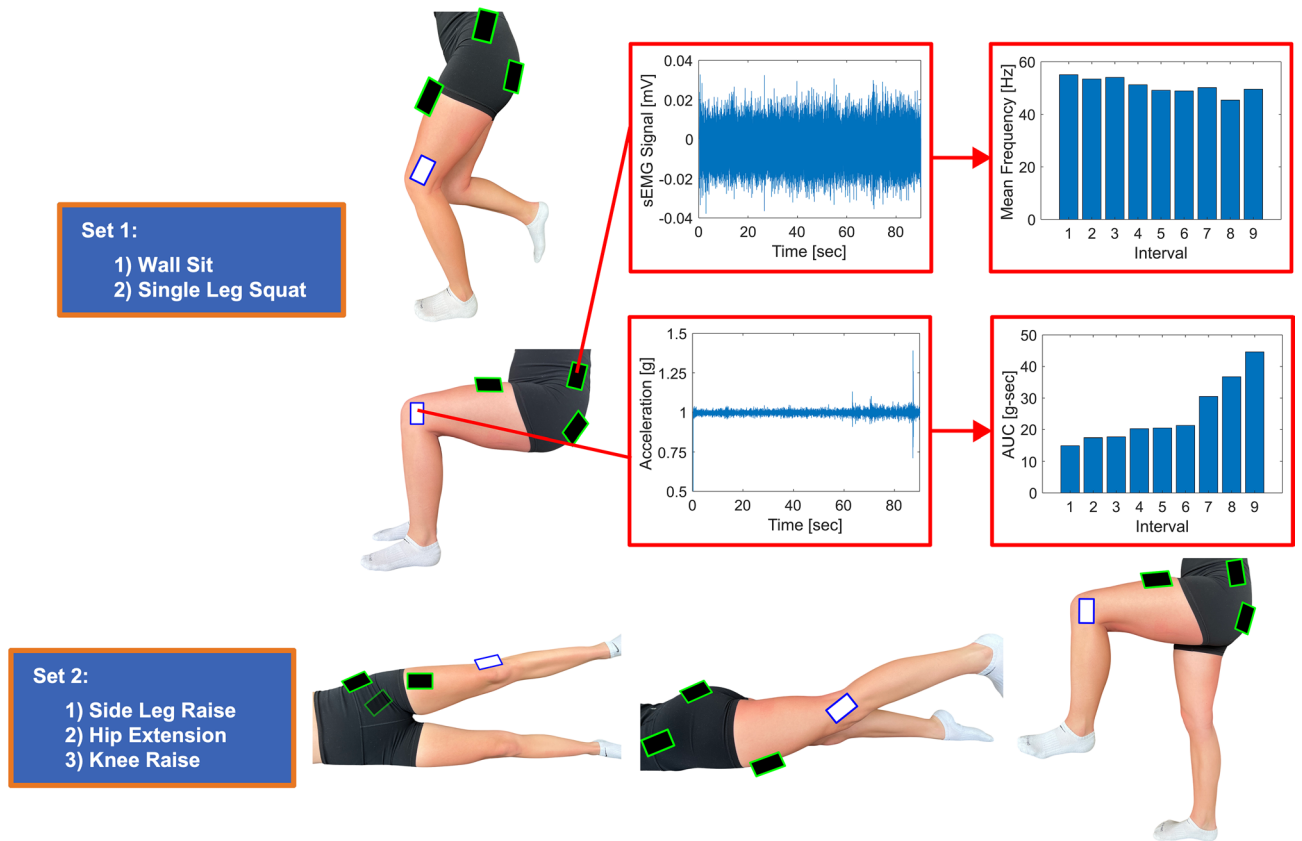 Set 1:
1) Wall Sit
2) Single Leg Squat
sEMG Signal [mV]
0.04
0.02
0
-0.02
-0.04
0 20 40 60 80
Time [sec]
Mean Frequency [Hz]
60
40
20
0
1 2 3 4 5 6 7 8 9
Interval
Acceleration [g]
1.5
1.25
1
0.75
0.5
0 20 40 60 80
Time [sec]
AUC [g-sec]
50
40
30
20
10
0
1 2 3 4 5 6 7 8 9
Interval
Set 2:
1) Side Leg Raise
2) Hip Extension
3) Knee Raise